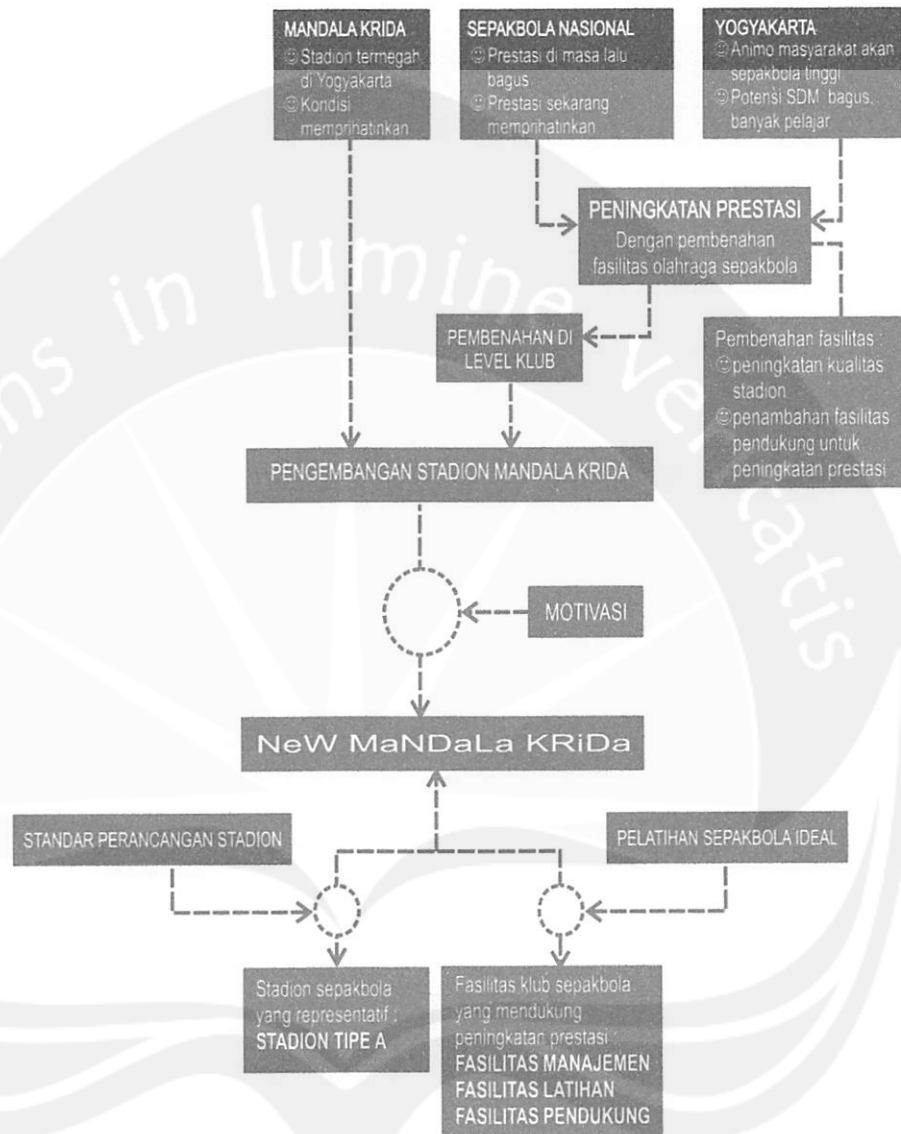 MANDALA KRIDA
Stadion termegah
di Yogyakarta
Kondisi
memprihatinkan
SEPAKBOLA NASIONAL
Prestasi di masa lalu
bagus
Prestasi sekarang
memprihatinkan
YOGYAKARTA
Animo masyarakat akan
sepakbola tinggi
Potensi SDM bagus,
banyak pelajar
PENINGKATAN PRESTASI
Dengan pembenahan
fasilitas olahraga sepakbola
PEMBENAHAN DI
LEVEL KLUB
Pembenahan fasilitas :
peningkatan kualitas
stadion
penambahan fasilitas
pendukung untuk
peningkatan prestasi
PENGEMBANGAN STADION MANDALA KRIDA
MOTIVASI
NeW MaNDaLa KRiDa
STANDAR PERANCANGAN STADION
PELATIHAN SEPAKBOLA IDEAL
Stadion sepakbola
yang representatif :
STADION TIPE A
Fasilitas klub sepakbola
yang mendukung
peningkatan prestasi :
FASILITAS MANAJEMEN
FASILITAS LATIHAN
FASILITAS PENDUKUNG
ens in lumine veritatis